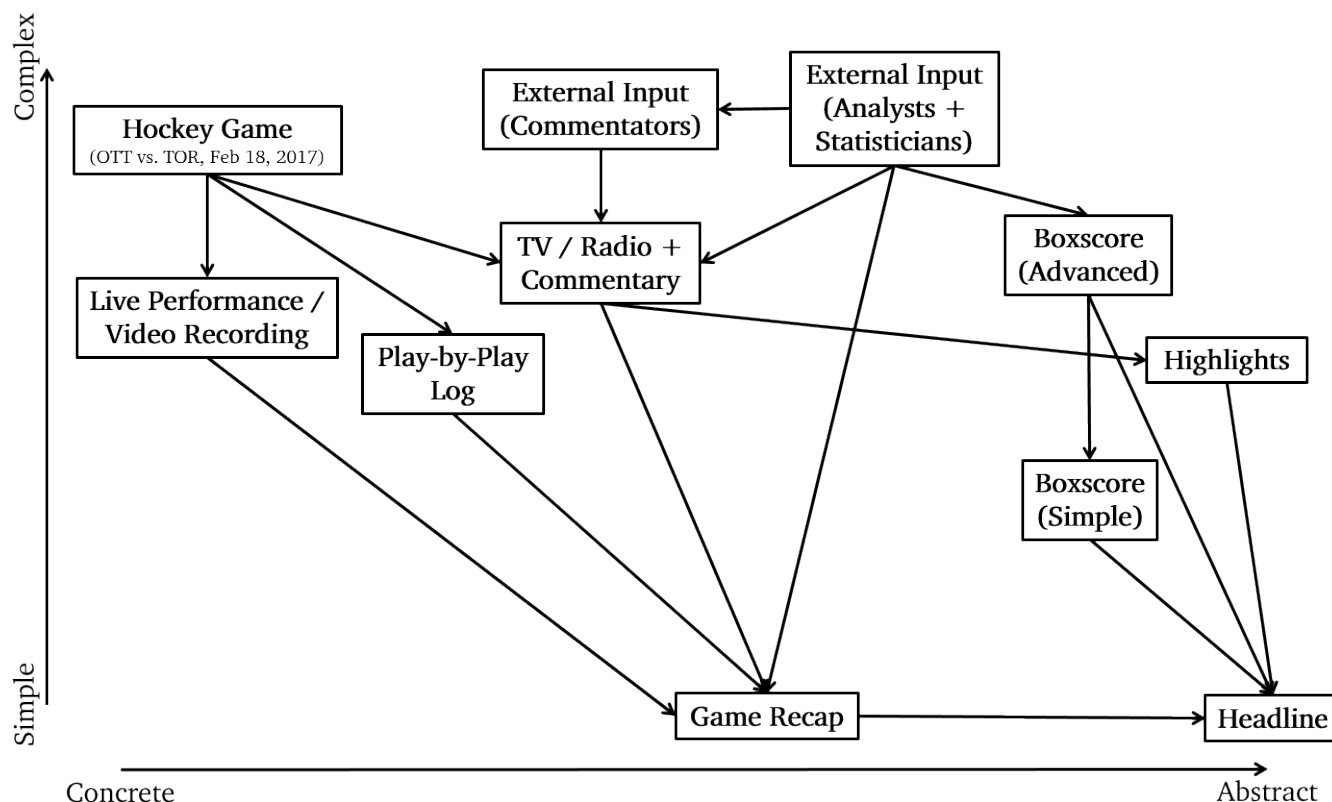 Complex
Hockey Game
(OTT vs. TOR, Feb 18, 2017)
External Input
(Commentators)
External Input
(Analysts +
Statisticians)
TV / Radio +
Commentary
Boxscore
(Advanced)
Live Performance /
Video Recording
Play-by-Play
Log
Highlights
Boxscore
(Simple)
Game Recap
Headline
Simple
Concrete
Abstract